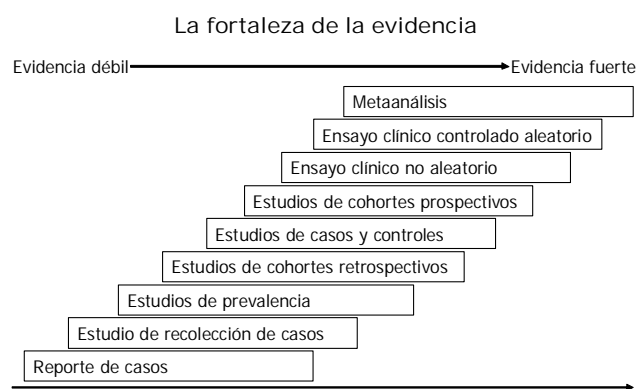 La fortaleza de la evidencia
Evidencia débil
Evidencia fuerte
Metaanálisis
Ensayo clínico controlado aleatorio
Ensayo clínico no aleatorio
Estudios de cohortes prospectivos
Estudios de casos y controles
Estudios de cohortes retrospectivos
Estudios de prevalencia
Estudio de recolección de casos
Reporte de casos